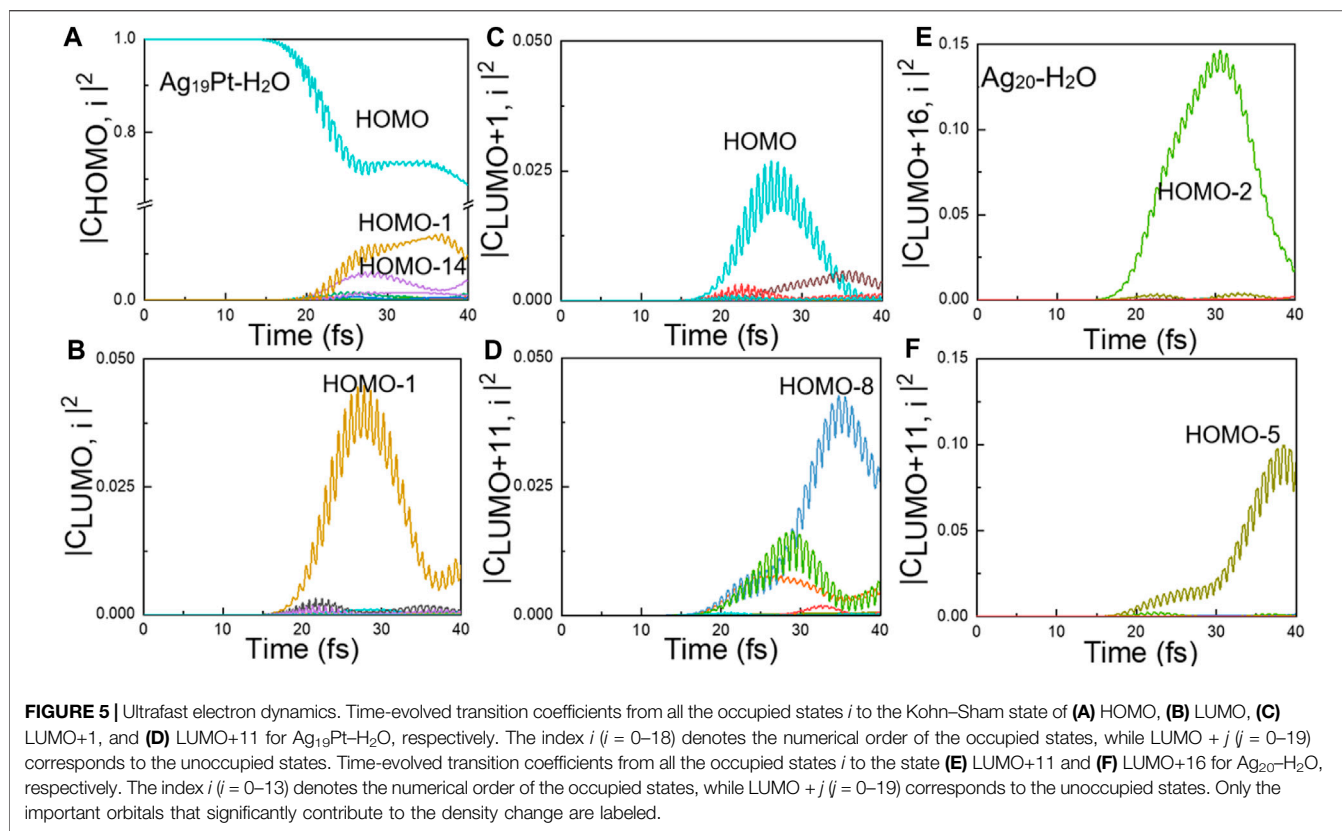 A
1.0
0.8
0.0
|CHOMO, i |²
Ag₁₉Pt-H₂O
HOMO
HOMO-1
HOMO-14
0 10 20 30 40
Time (fs)
B
0.050
0.025
0.000
|CLUMO, i |²
HOMO-1
0 10 20 30 40
Time (fs)
C
0.050
0.025
0.000
|CLUMO+1, i |²
HOMO
0 10 20 30 40
Time (fs)
D
0.050
0.025
0.000
|CLUMO+11, i |²
HOMO-8
0 10 20 30 40
Time (fs)
E
0.15
0.10
0.05
0.00
|CLUMO+16, i |²
Ag₂₀-H₂O
HOMO-2
0 10 20 30 40
Time (fs)
F
0.15
0.10
0.05
0.00
|CLUMO+11, i |²
HOMO-5
0 10 20 30 40
Time (fs)
FIGURE 5 | Ultrafast electron dynamics. Time-evolved transition coefficients from all the occupied states i to the Kohn–Sham state of (A) HOMO, (B) LUMO, (C)
LUMO+1, and (D) LUMO+11 for Ag₁₉Pt–H₂O, respectively. The index i (i = 0–18) denotes the numerical order of the occupied states, while LUMO + j (j = 0–19)
corresponds to the unoccupied states. Time-evolved transition coefficients from all the occupied states i to the state (E) LUMO+11 and (F) LUMO+16 for Ag₂₀–H₂O,
respectively. The index i (i = 0–13) denotes the numerical order of the occupied states, while LUMO + j (j = 0–19) corresponds to the unoccupied states. Only the
important orbitals that significantly contribute to the density change are labeled.